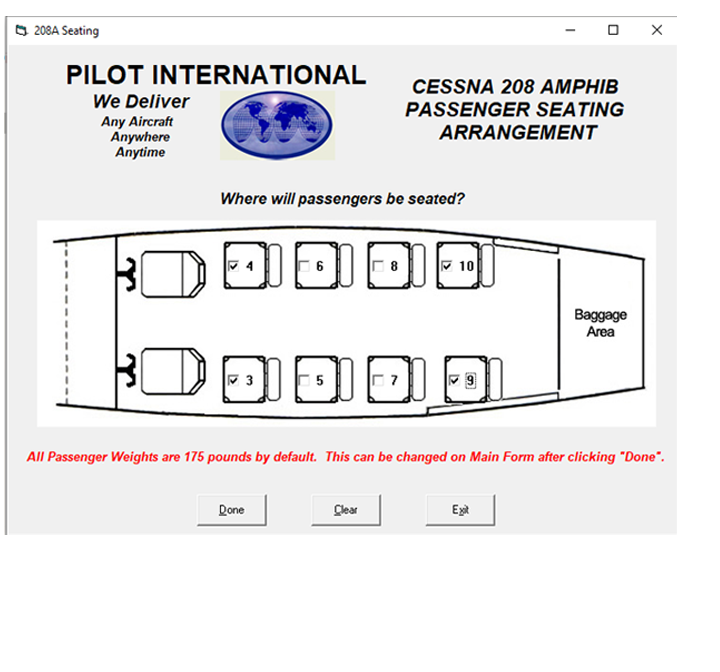 208A Seating
PILOT INTERNATIONAL
We Deliver
Any Aircraft
Anywhere
Anytime
CESSNA 208 AMPHIB
PASSENGER SEATING
ARRANGEMENT
Where will passengers be seated?
4 6 8 10
Baggage
Area
3 5 7 9
All Passenger Weights are 175 pounds by default. This can be changed on Main Form after clicking "Done".
Done Clear Exit